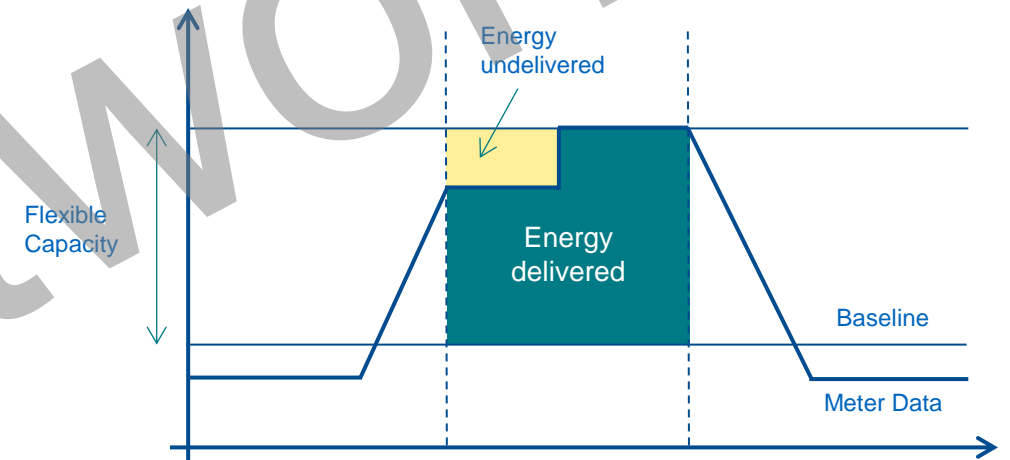 Energy
undelivered
Flexible
Capacity
Energy
delivered
Baseline
Meter Data